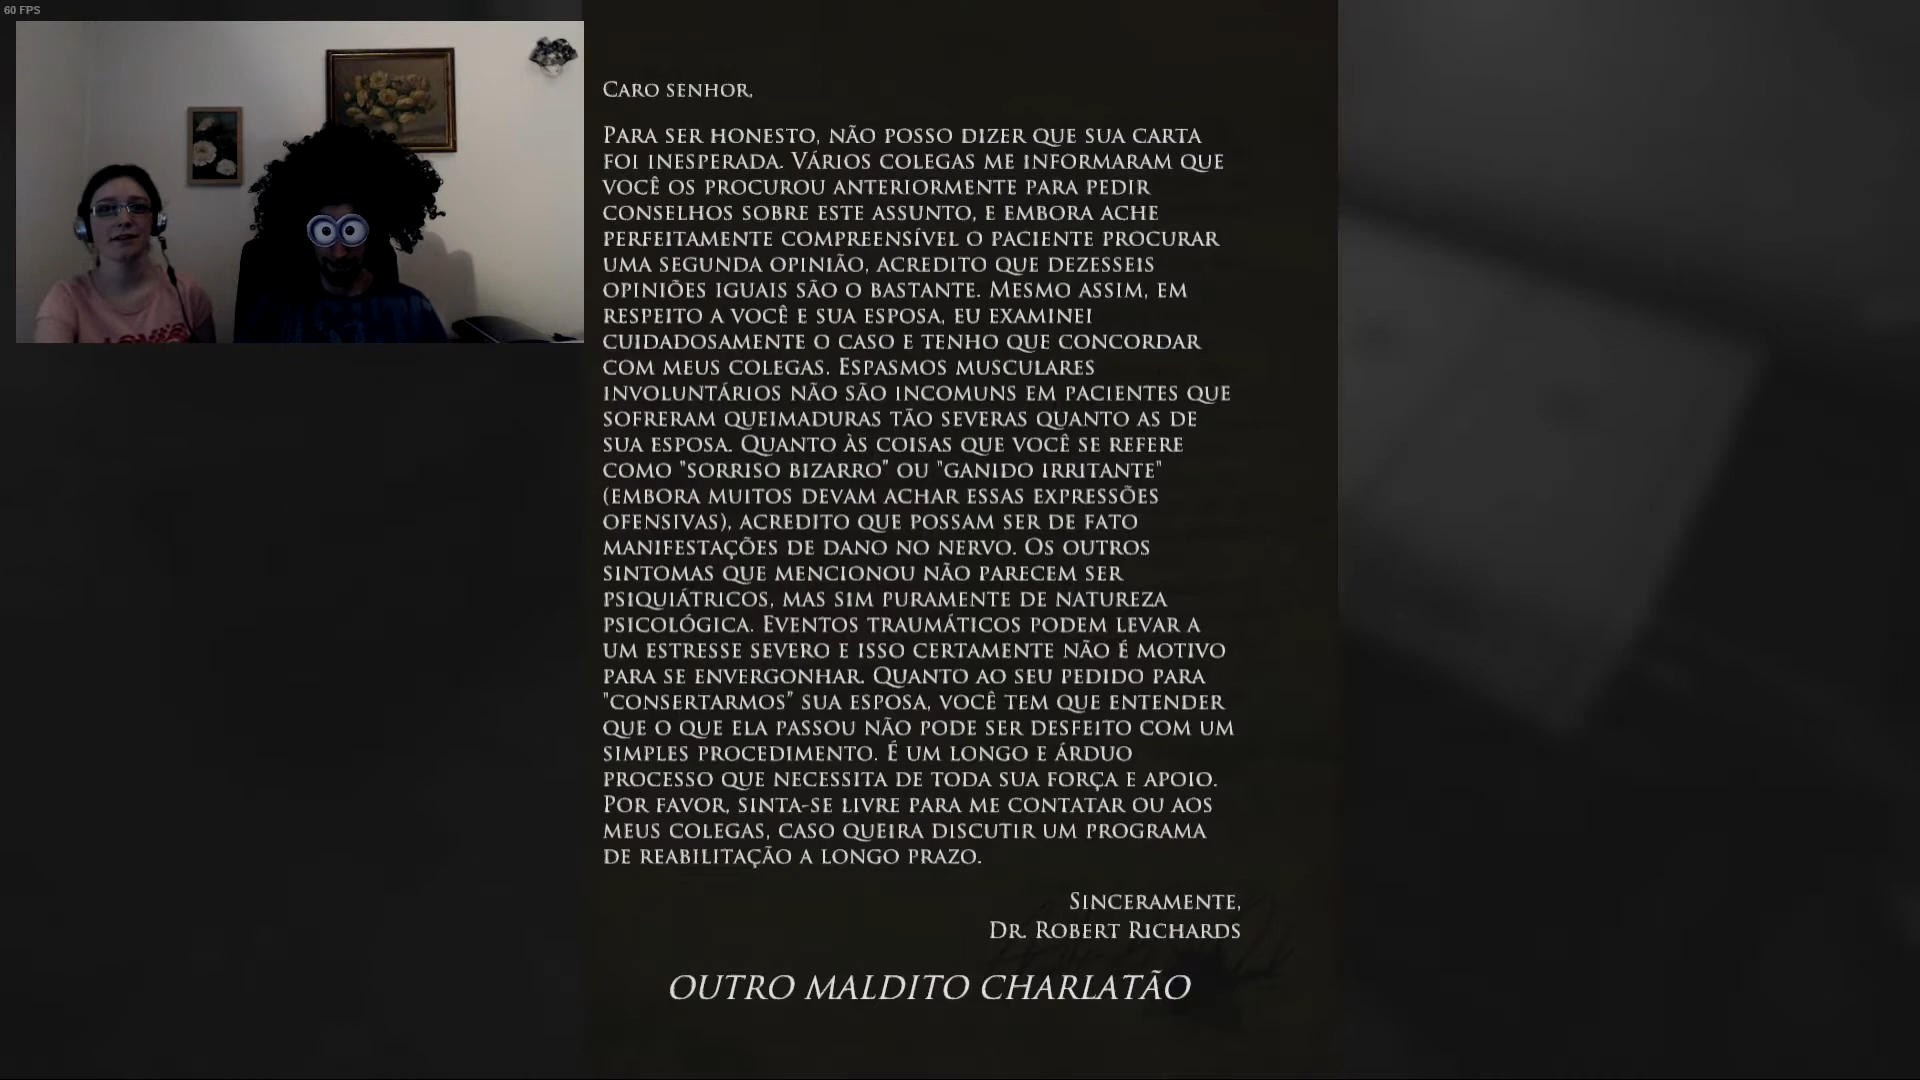 60 FPS
Caro senhor,
Para ser honesto, não posso dizer que sua carta
foi inesperada. Vários colegas me informaram que
você os procurou anteriormente para pedir
conselhos sobre este assunto, e embora ache
perfeitamente compreensível o paciente procurar
uma segunda opinião, acredito que dezesseis
opiniões iguais são o bastante. Mesmo assim, em
respeito a você e sua esposa, eu examinei
cuidadosamente o caso e tenho que concordar
com meus colegas. Espasmos musculares
involuntários não são incomuns em pacientes que
sofreram queimaduras tão severas quanto as de
sua esposa. Quanto às coisas que você se refere
como "sorriso bizarro" ou "ganido irritante"
(embora muitos devam achar essas expressões
ofensivas), acredito que possam ser de fato
manifestações de dano no nervo. Os outros
sintomas que mencionou não parecem ser
psiquiátricos, mas sim puramente de natureza
psicológica. Eventos traumáticos podem levar a
um estresse severo e isso certamente não é motivo
para se envergonhar. Quanto ao seu pedido para
"consertarmos" sua esposa, você tem que entender
que o que ela passou não pode ser desfeito com um
simples procedimento. É um longo e árduo
processo que necessita de toda sua força e apoio.
Por favor, sinta-se livre para me contatar ou aos
meus colegas, caso queira discutir um programa
de reabilitação a longo prazo.
Sinceramente,
Dr. Robert Richards
OUTRO MALDITO CHARLATÃO